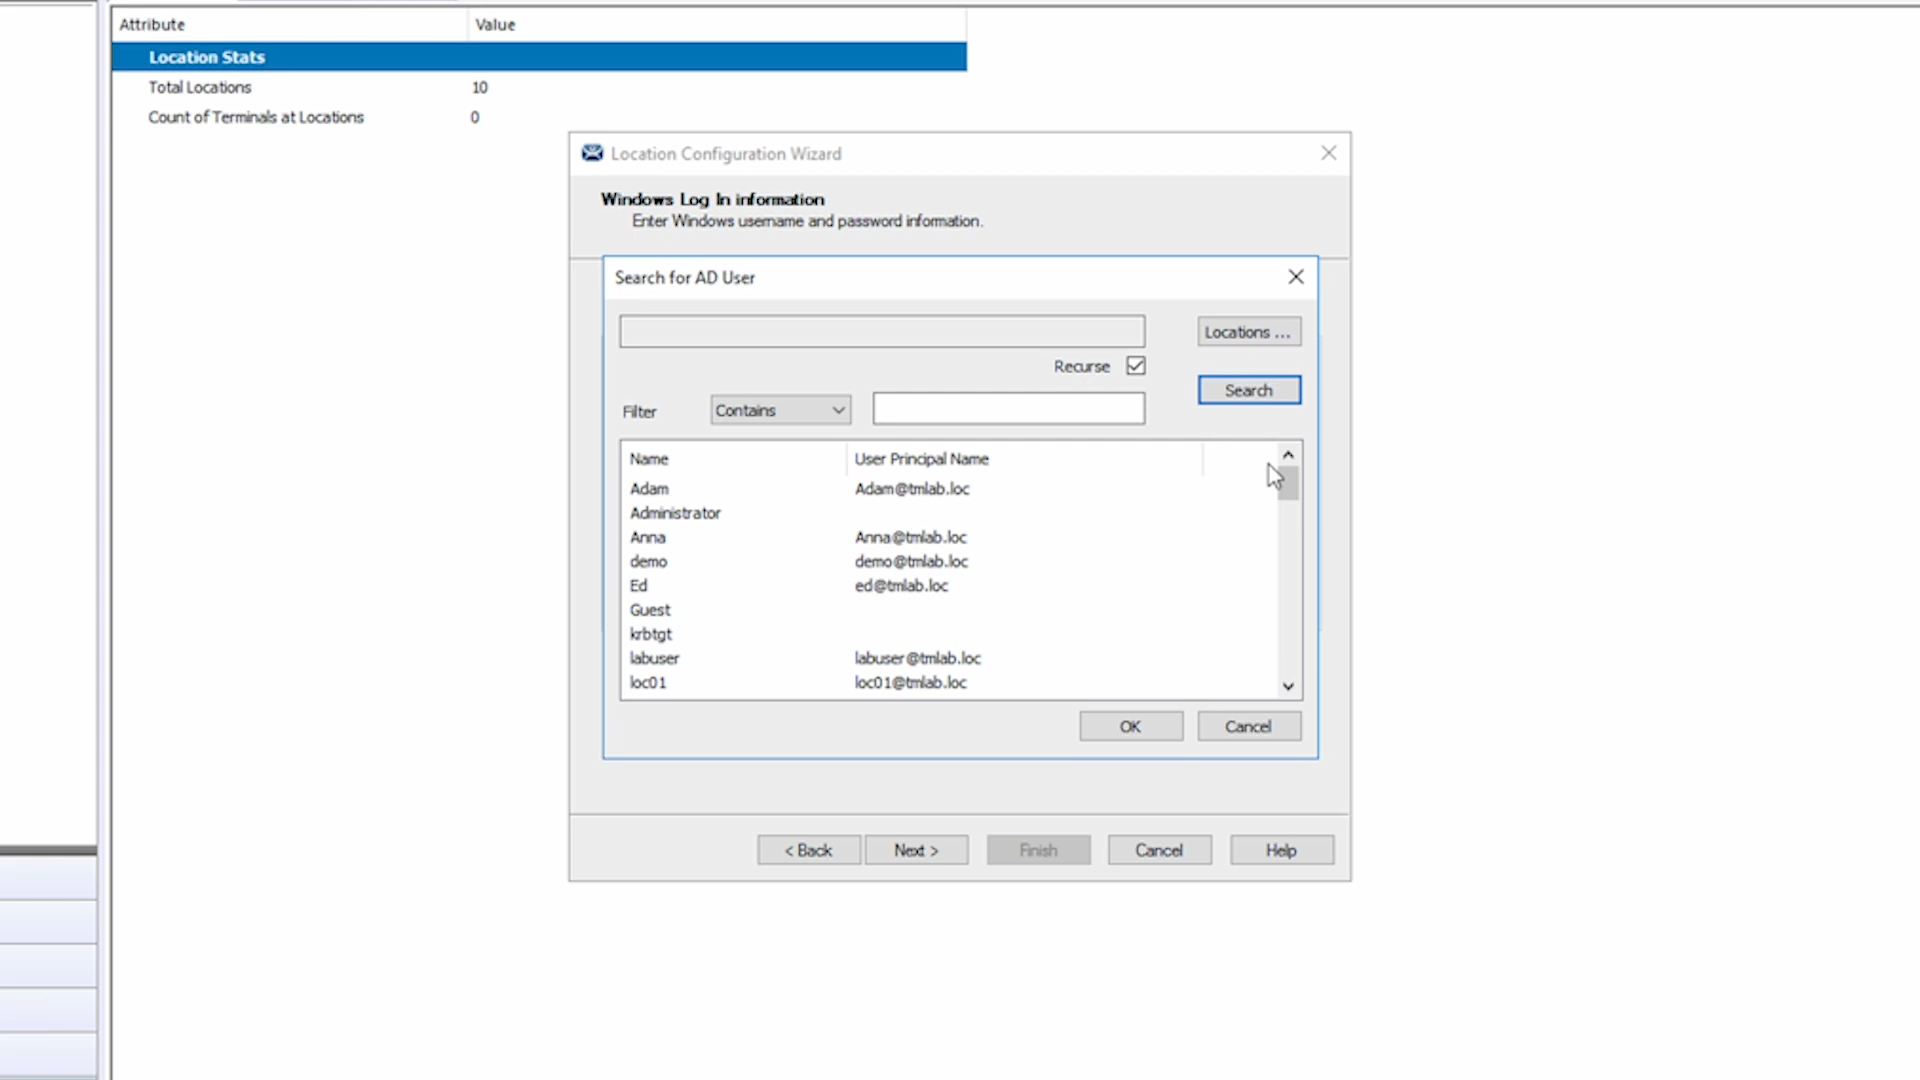 Attribute Value
Location Stats
Total Locations 10
Count of Terminals at Locations 0
Location Configuration Wizard
Windows Log In information
Enter Windows username and password information.
Search for AD User
Locations ...
Recurse
Search
Filter Contains
Name User Principal Name
Adam Adam@tmlab.loc
Administrator
Anna Anna@tmlab.loc
demo demo@tmlab.loc
Ed ed@tmlab.loc
Guest
krbtgt
labuser labuser@tmlab.loc
loc01 loc01@tmlab.loc
OK Cancel
< Back Next > Finish Cancel Help